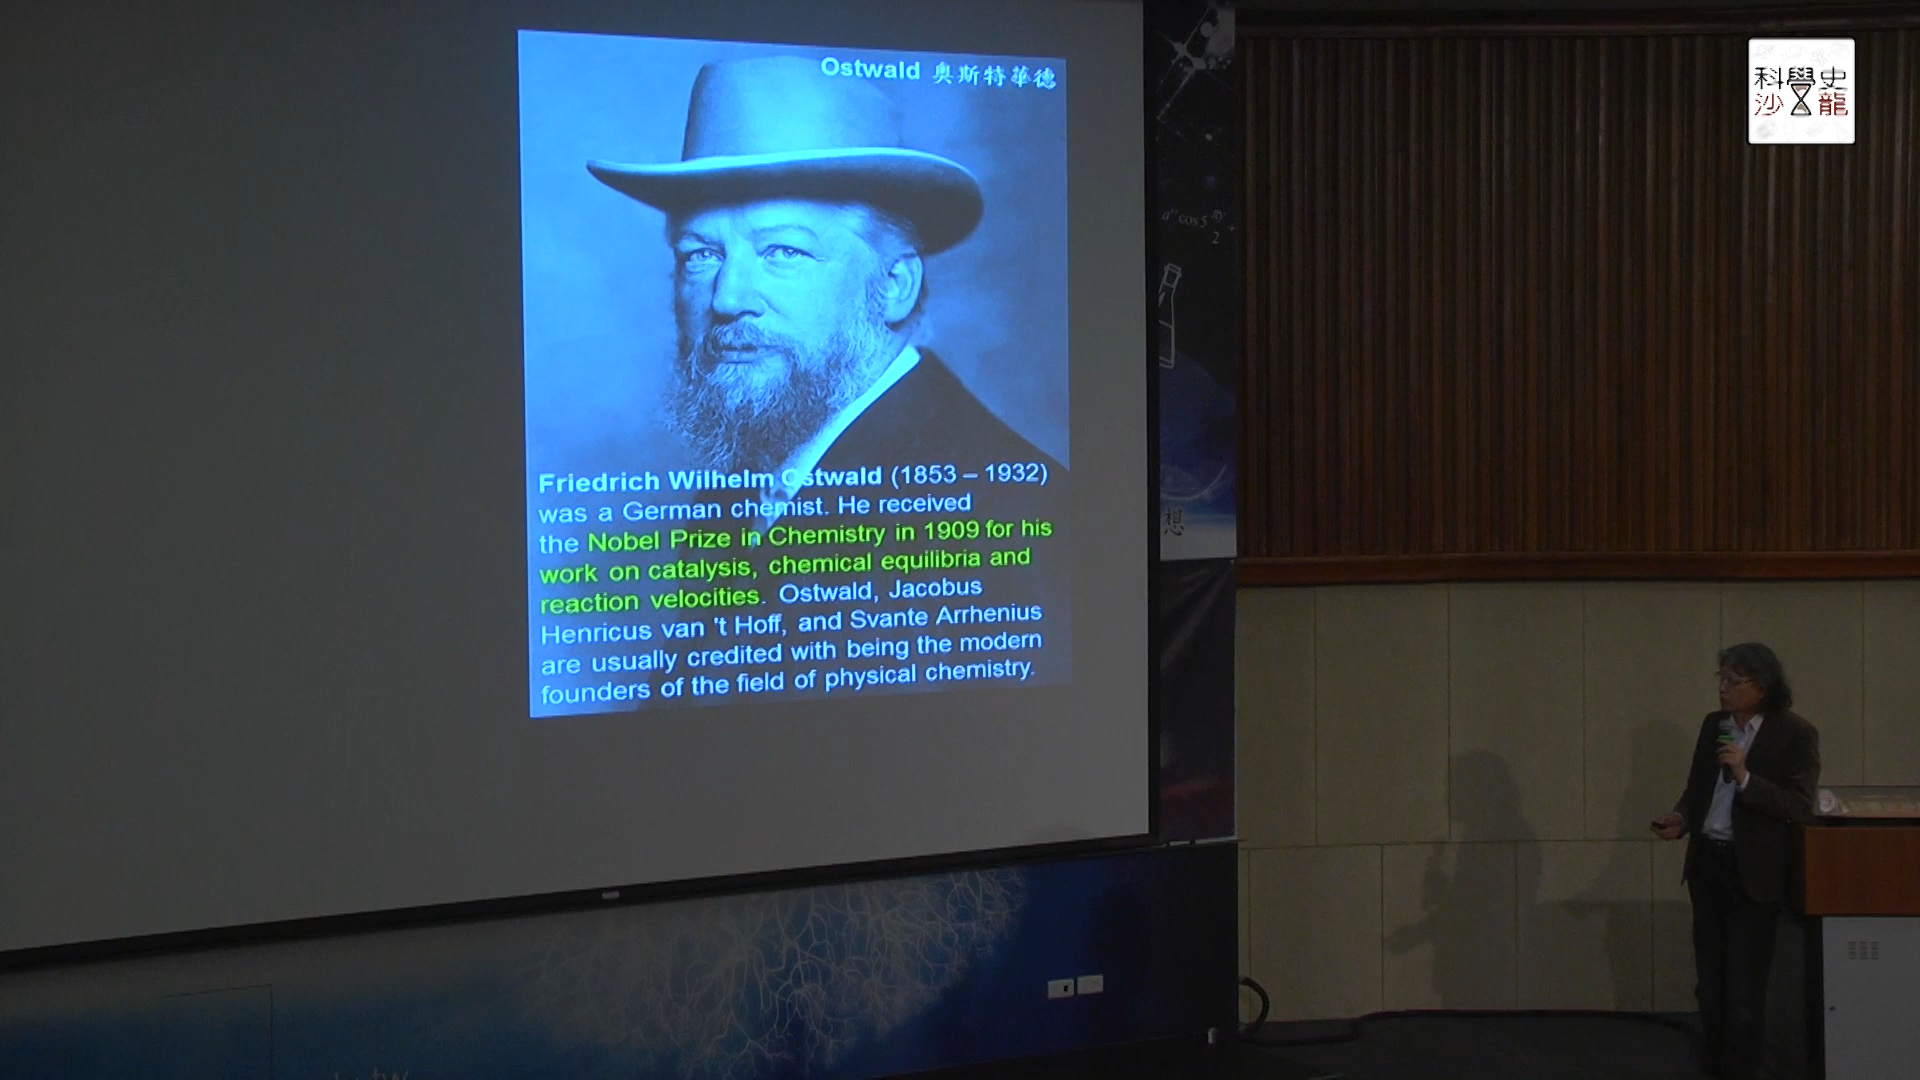 Ostwald 奧斯特華德
Friedrich Wilhelm Ostwald (1853 – 1932)
was a German chemist. He received
the Nobel Prize in Chemistry in 1909 for his
work on catalysis, chemical equilibria and
reaction velocities. Ostwald, Jacobus
Henricus van 't Hoff, and Svante Arrhenius
are usually credited with being the modern
founders of the field of physical chemistry.
科學史
沙龍
想